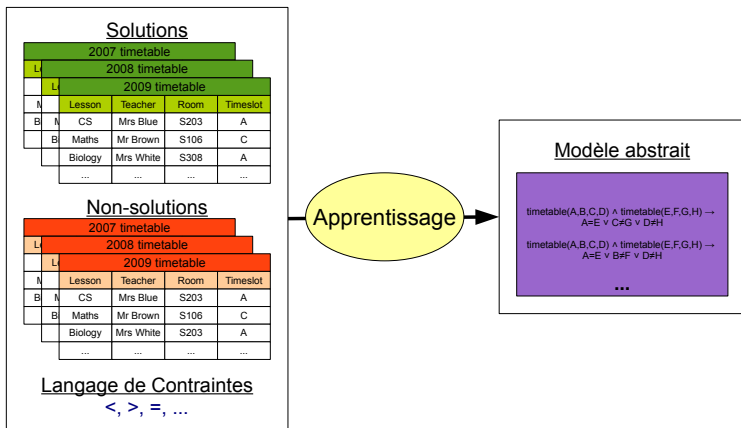 Solutions
2007 timetable
2008 timetable
2009 timetable
Lesson Teacher Room Timeslot
CS Mrs Blue S203 A
Maths Mr Brown S106 C
Biology Mrs White S308 A
... ... ... ...
Non-solutions
2007 timetable
2008 timetable
2009 timetable
Lesson Teacher Room Timeslot
CS Mrs Blue S203 A
Maths Mr Brown S106 C
Biology Mrs White S203 A
... ... ... ...
Langage de Contraintes
<, >, =, ...
Apprentissage
Modèle abstrait
timetable(A,B,C,D) ∧ timetable(E,F,G,H) →
A=E ∨ C≠G ∨ D≠H
timetable(A,B,C,D) ∧ timetable(E,F,G,H) →
A=E ∨ B≠F ∨ D≠H
...